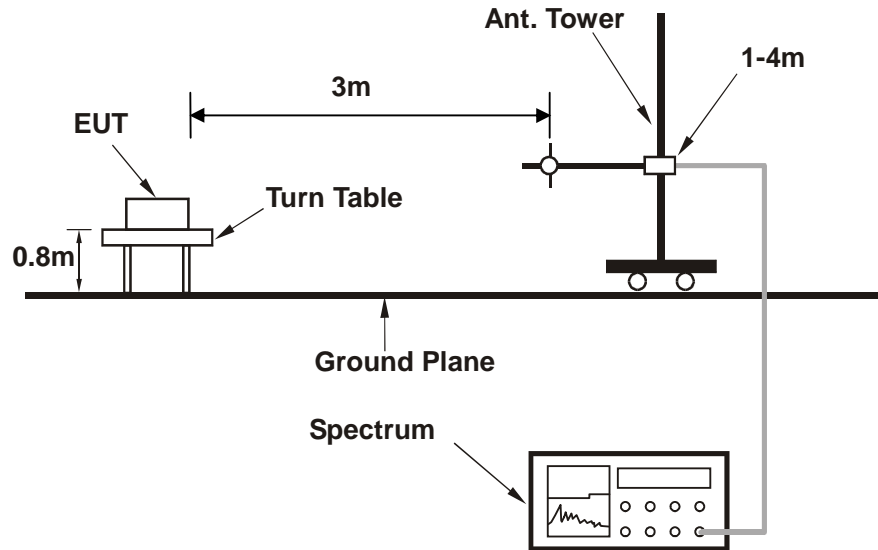 Ant. Tower
1-4m
3m
EUT
Turn Table
0.8m
Ground Plane
Spectrum